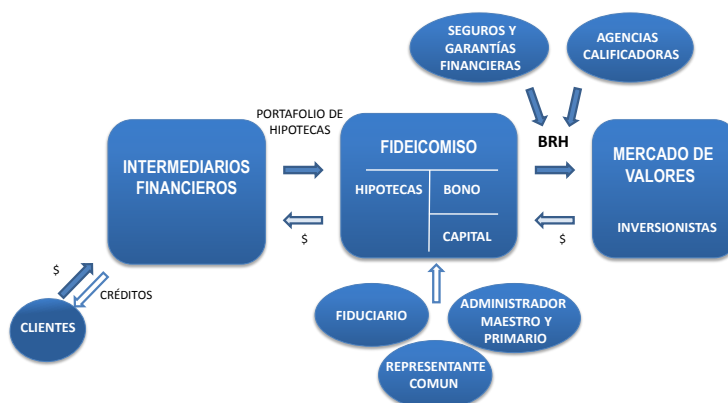 SEGUROS Y
GARANTÍAS
FINANCIERAS
AGENCIAS
CALIFICADORAS
PORTAFOLIO DE
HIPOTECAS
BRH
INTERMEDIARIOS
FINANCIEROS
FIDEICOMISO
HIPOTECAS
BONO
CAPITAL
MERCADO DE
VALORES
INVERSIONISTAS
$
$
$
CRÉDITOS
CLIENTES
FIDUCIARIO
ADMINISTRADOR
MAESTRO Y
PRIMARIO
REPRESENTANTE
COMUN